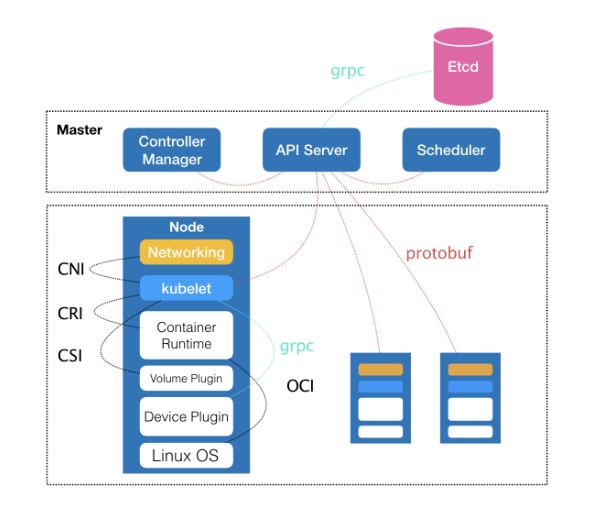 Etcd
grpc
Master
Controller
Manager
API Server
Scheduler
Node
Networking
protobuf
CNI
kubelet
CRI
Container
Runtime
grpc
CSI
Volume Plugin
OCI
Device Plugin
Linux OS